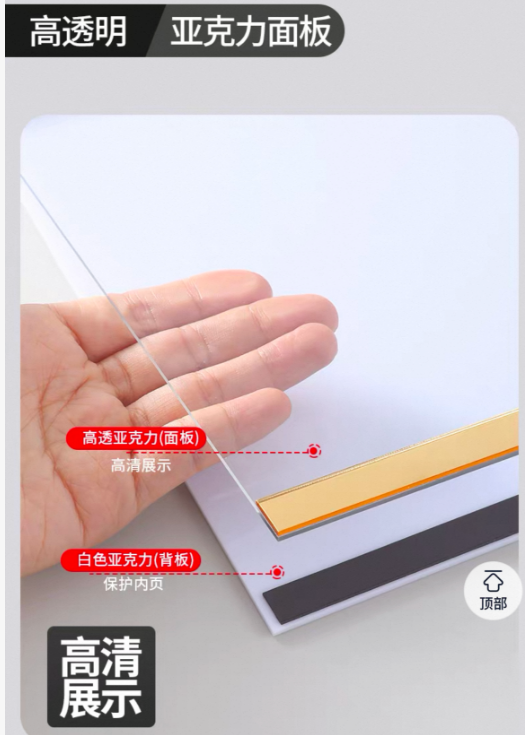 高透明 亚克力面板
高透亚克力(面板)
高清展示
白色亚克力(背板)
保护内页
顶部
高清
展示